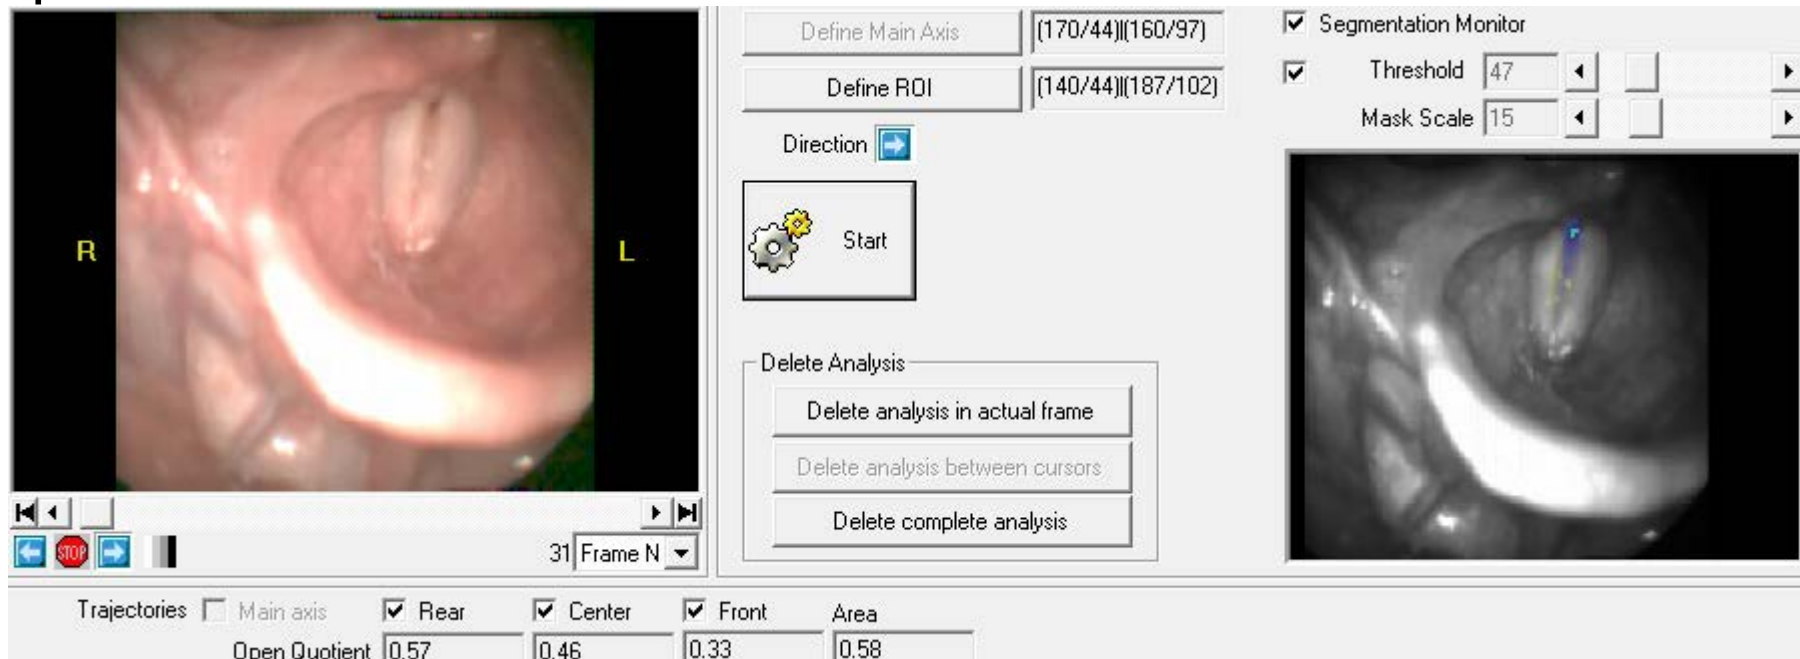 Define Main Axis (170/44)|(160/97)
Segmentation Monitor
Threshold 47
Define ROI (140/44)|(187/102)
Mask Scale 15
Direction
R
L
Start
Delete Analysis
Delete analysis in actual frame
Delete analysis between cursors
Delete complete analysis
STOP
31 Frame N
Trajectories Main axis Rear Center Front Area
Open Quotient 0.57 0.46 0.33 0.58